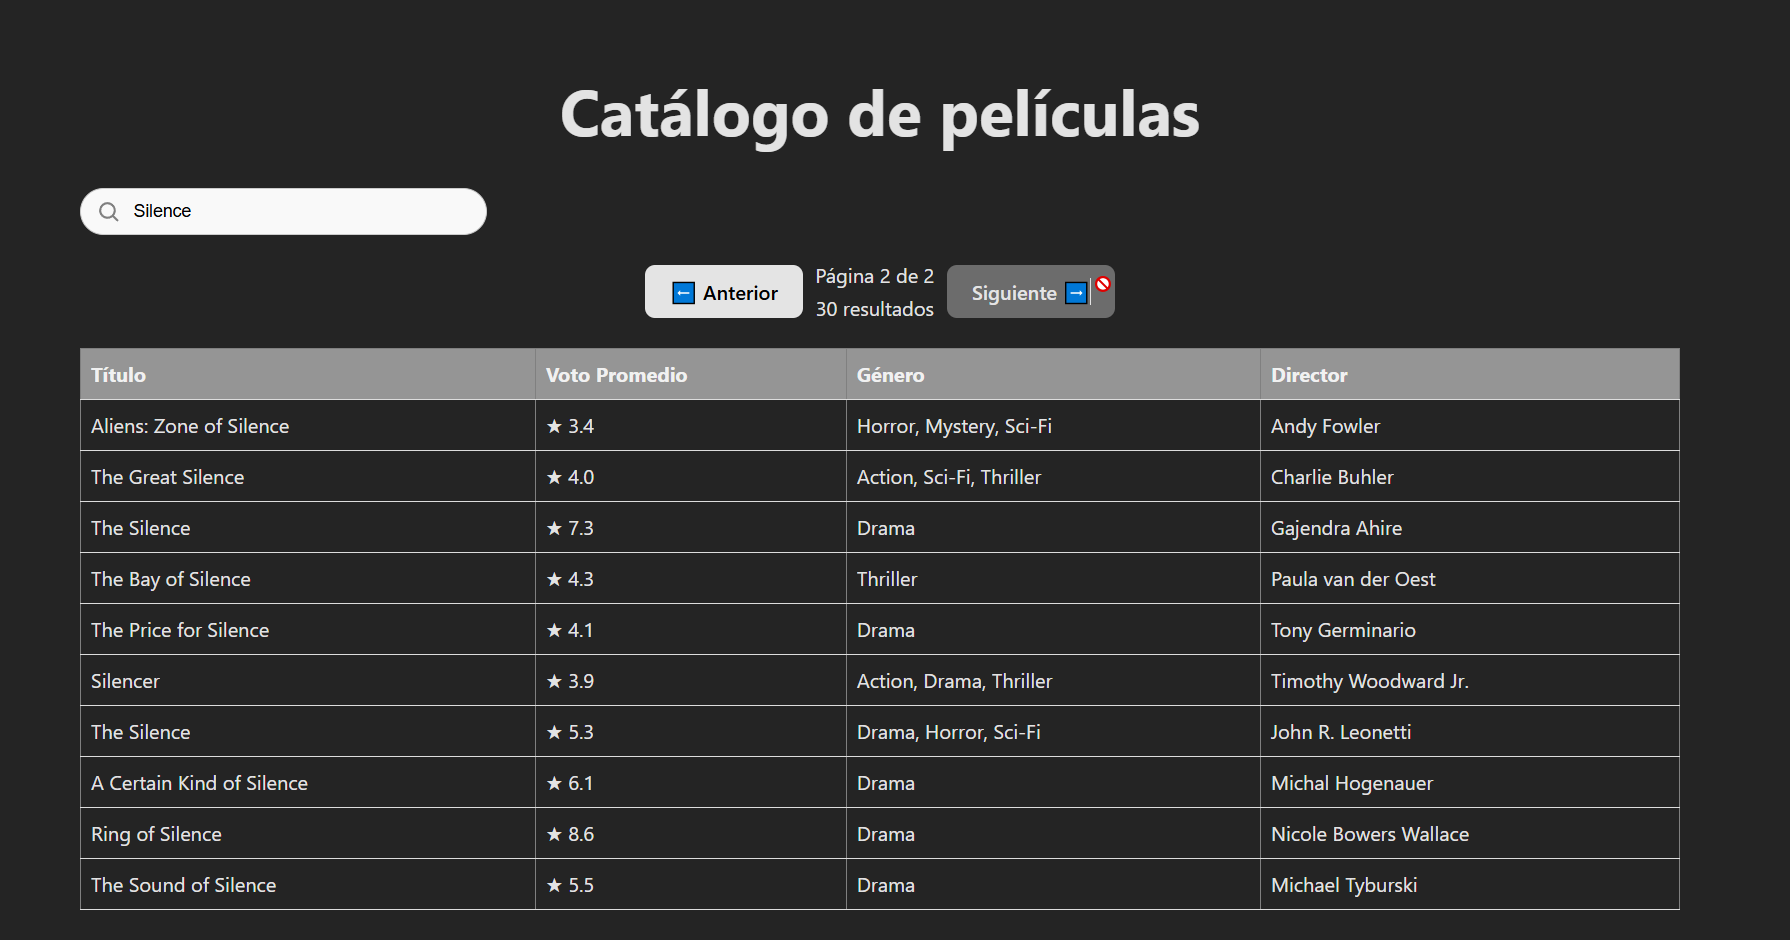 Catálogo de películas
Silence
⬅️ Anterior
Página 2 de 2
30 resultados
Siguiente ➡️
Título Voto Promedio Género Director
Aliens: Zone of Silence ★ 3.4 Horror, Mystery, Sci-Fi Andy Fowler
The Great Silence ★ 4.0 Action, Sci-Fi, Thriller Charlie Buhler
The Silence ★ 7.3 Drama Gajendra Ahire
The Bay of Silence ★ 4.3 Thriller Paula van der Oest
The Price for Silence ★ 4.1 Drama Tony Germinario
Silencer ★ 3.9 Action, Drama, Thriller Timothy Woodward Jr.
The Silence ★ 5.3 Drama, Horror, Sci-Fi John R. Leonetti
A Certain Kind of Silence ★ 6.1 Drama Michal Hogenauer
Ring of Silence ★ 8.6 Drama Nicole Bowers Wallace
The Sound of Silence ★ 5.5 Drama Michael Tyburski